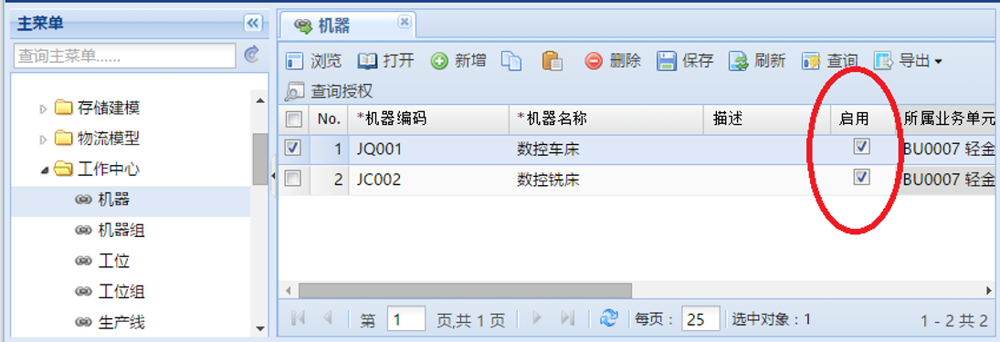 主菜单
查询主菜单......
存储建模
物流模型
工作中心
机器
机器组
工位
工位组
生产线
机器
浏览 打开 新增 删除 保存 刷新 查询 导出
查询授权
No. *机器编码 *机器名称 描述 启用 所属业务单元
1 JQ001 数控车床 BU0007 轻金
2 JC002 数控铣床 BU0007 轻金
第 1 页,共 1 页 每页： 25 选中对象：1 1 - 2 共 2